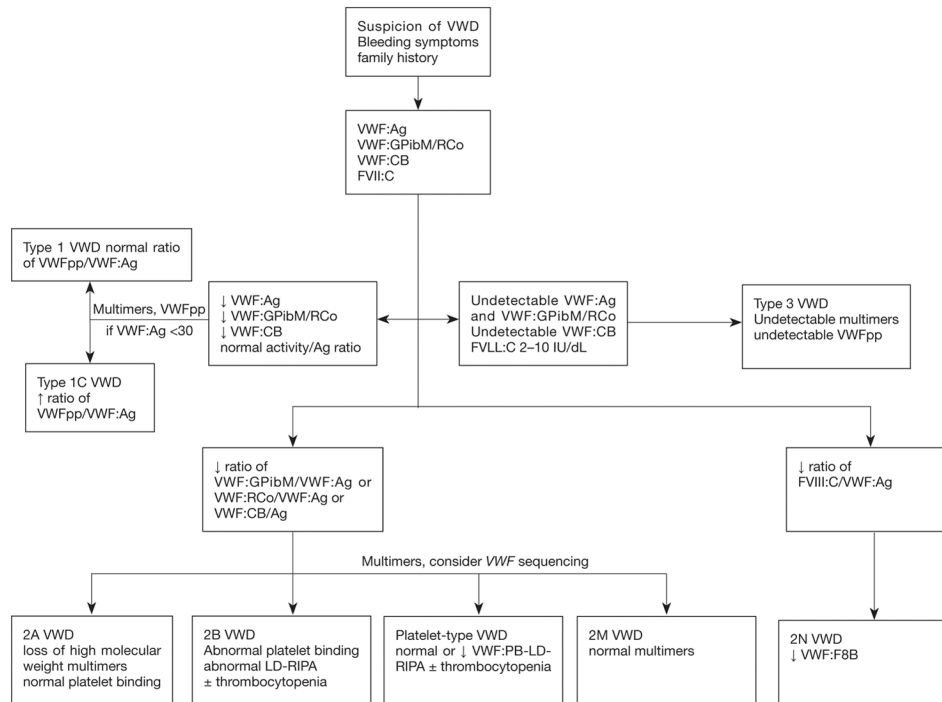 Suspicion of VWD
Bleeding symptoms
family history
VWF:Ag
VWF:GPibM/RCo
VWF:CB
FVII:C
Type 1 VWD normal ratio
of VWFpp/VWF:Ag
Multimers, VWFpp
if VWF:Ag <30
Type 1C VWD
↑ ratio of
VWFpp/VWF:Ag
↓ VWF:Ag
↓ VWF:GPibM/RCo
↓ VWF:CB
normal activity/Ag ratio
Undetectable VWF:Ag
and VWF:GPibM/RCo
Undetectable VWF:CB
FVLL:C 2–10 IU/dL
Type 3 VWD
Undetectable multimers
undetectable VWFpp
↓ ratio of
VWF:GPibM/VWF:Ag or
VWF:RCo/VWF:Ag or
VWF:CB/Ag
↓ ratio of
FVIII:C/VWF:Ag
Multimers, consider VWF sequencing
2A VWD
loss of high molecular
weight multimers
normal platelet binding
2B VWD
Abnormal platelet binding
abnormal LD-RIPA
± thrombocytopenia
Platelet-type VWD
normal or ↓ VWF:PB-LD-
RIPA ± thrombocytopenia
2M VWD
normal multimers
2N VWD
↓ VWF:F8B